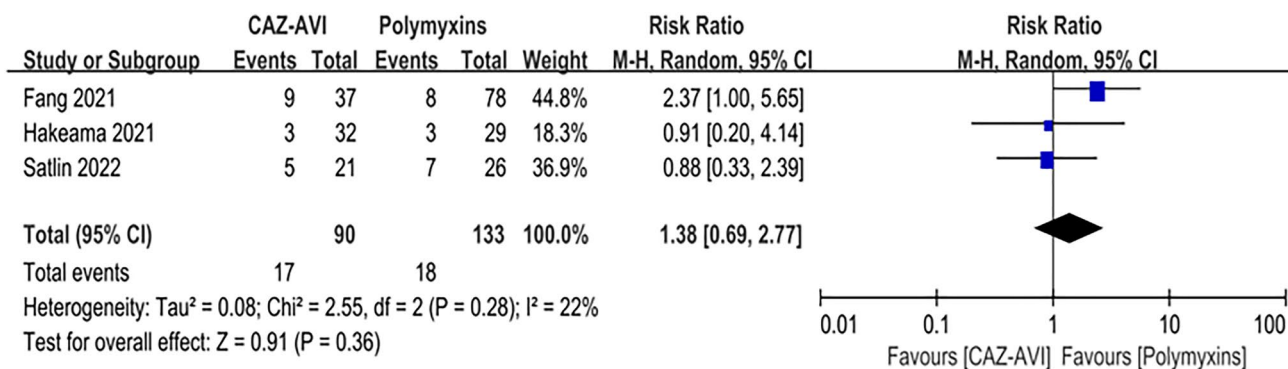 CAZ-AVI Polymyxins Risk Ratio Risk Ratio
Study or Subgroup Events Total Events Total Weight M-H, Random, 95% CI M-H, Random, 95% CI
Fang 2021 9 37 8 78 44.8% 2.37 [1.00, 5.65]
Hakeama 2021 3 32 3 29 18.3% 0.91 [0.20, 4.14]
Satlin 2022 5 21 7 26 36.9% 0.88 [0.33, 2.39]
Total (95% CI) 90 133 100.0% 1.38 [0.69, 2.77]
Total events 17 18
Heterogeneity: Tau² = 0.08; Chi² = 2.55, df = 2 (P = 0.28); I² = 22%
Test for overall effect: Z = 0.91 (P = 0.36)
0.01 0.1 1 10 100
Favours [CAZ-AVI] Favours [Polymyxins]